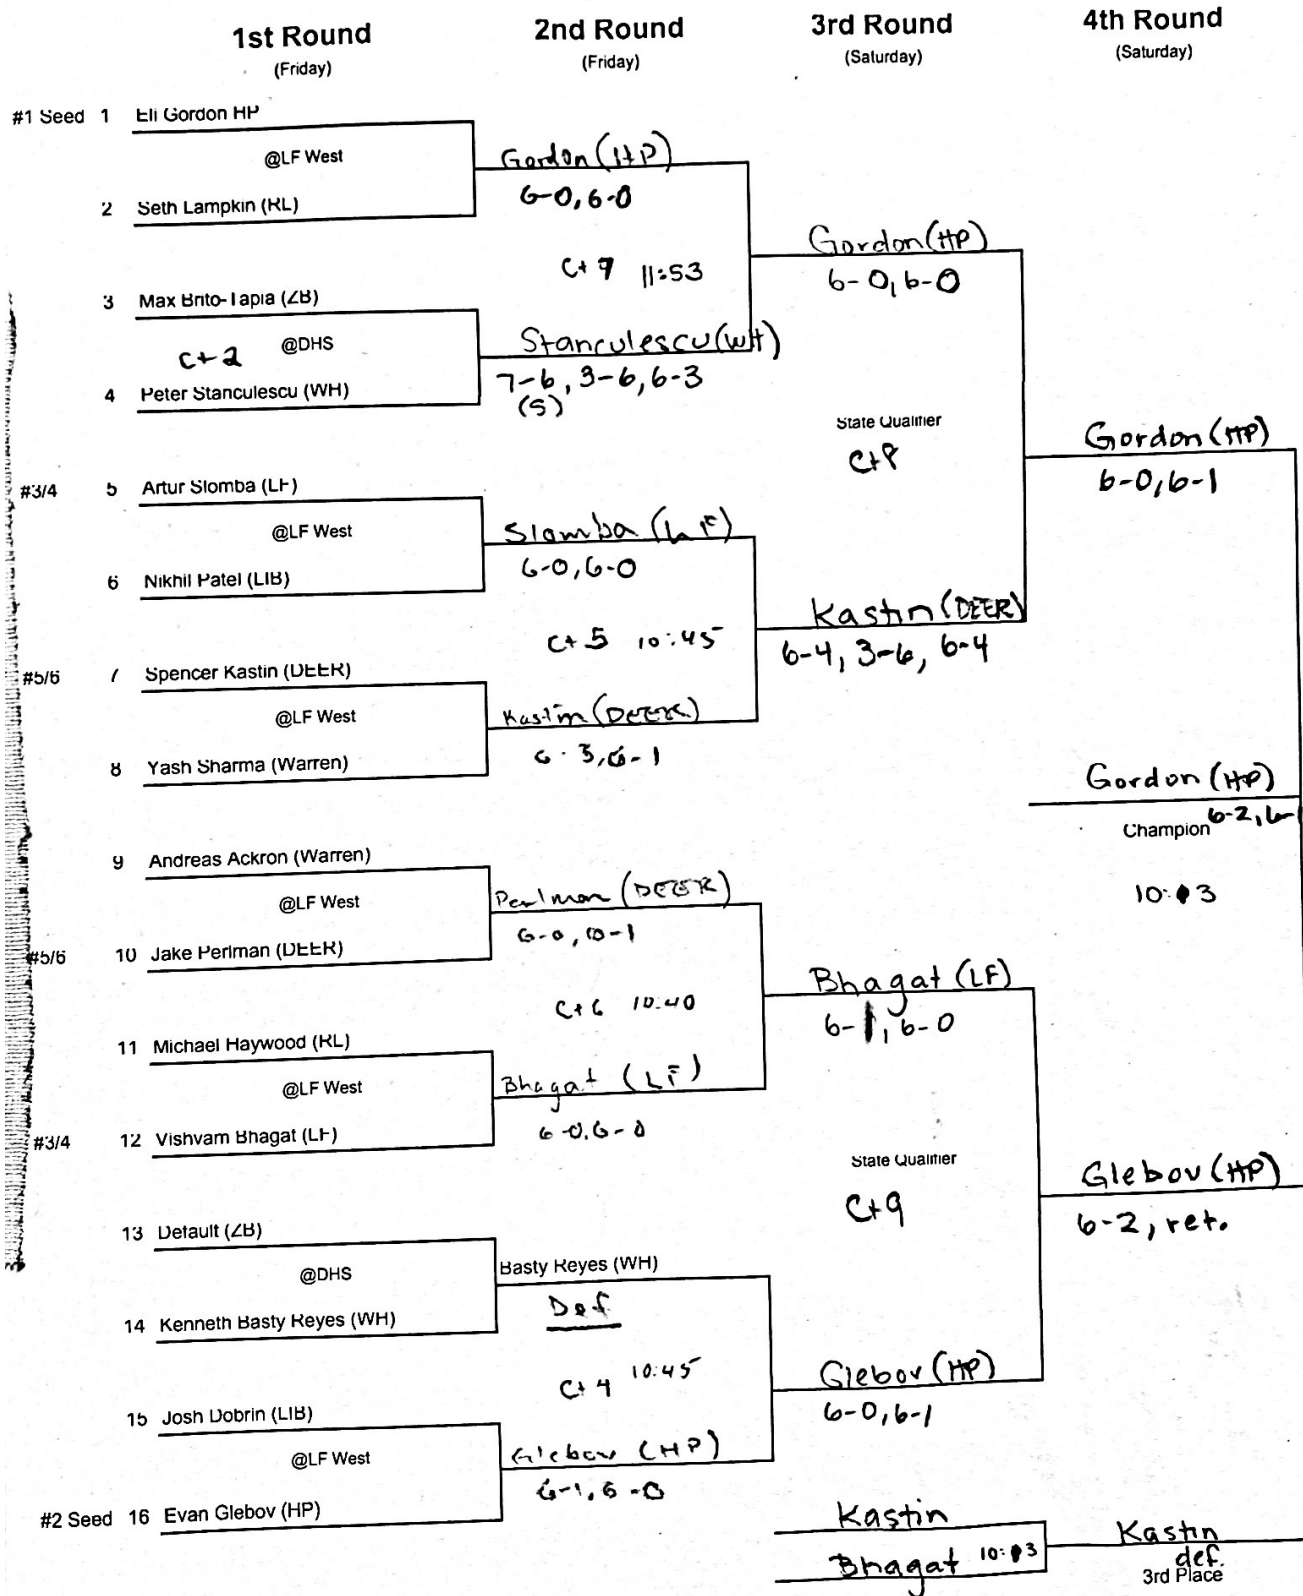 1st Round
(Friday)
2nd Round
(Friday)
3rd Round
(Saturday)
4th Round
(Saturday)
#1 Seed 1 Eli Gordon HP
@LF West
2 Seth Lampkin (RL)
Gordon (HP)
6-0, 6-0
Ct 7 11:53
3 Max Brito-Tapia (ZB)
Ct 2 @DHS
4 Peter Stanculescu (WH)
Stanculescu (WH)
7-6, 3-6, 6-3
(5)
Gordon (HP)
6-0, 6-0
#3/4 5 Artur Slomba (LF)
@LF West
6 Nikhil Patel (LIB)
Slomba (LF)
6-0, 6-0
Ct 5 10:45
#5/6 7 Spencer Kastin (DEER)
@LF West
8 Yash Sharma (Warren)
Kastin (DEER)
6-3, 6-1
Kastin (DEER)
6-4, 3-6, 6-4
State Qualifier
Ct 8
Gordon (HP)
6-0, 6-1
9 Andreas Ackron (Warren)
@LF West
#5/6 10 Jake Perlman (DEER)
Perlman (DEER)
Ct 6 10:40
11 Michael Haywood (RL)
@LF West
#3/4 12 Vishvam Bhagat (LF)
Bhagat (LF)
6-0, 6-0
Bhagat (LF)
6-1, 6-0
13 Default (ZB)
@DHS
14 Kenneth Basty Reyes (WH)
Basty Reyes (WH)
Def
Ct 4 10:45
15 Josh Dobrin (LIB)
@LF West
#2 Seed 16 Evan Glebov (HP)
Glebov (HP)
6-1, 6-0
Glebov (HP)
6-0, 6-1
State Qualifier
Ct 9
Glebov (HP)
6-2, ret.
Gordon (HP)
6-2, 6-
Champion
Kastin
Bhagat
Kastin
def.
3rd Place